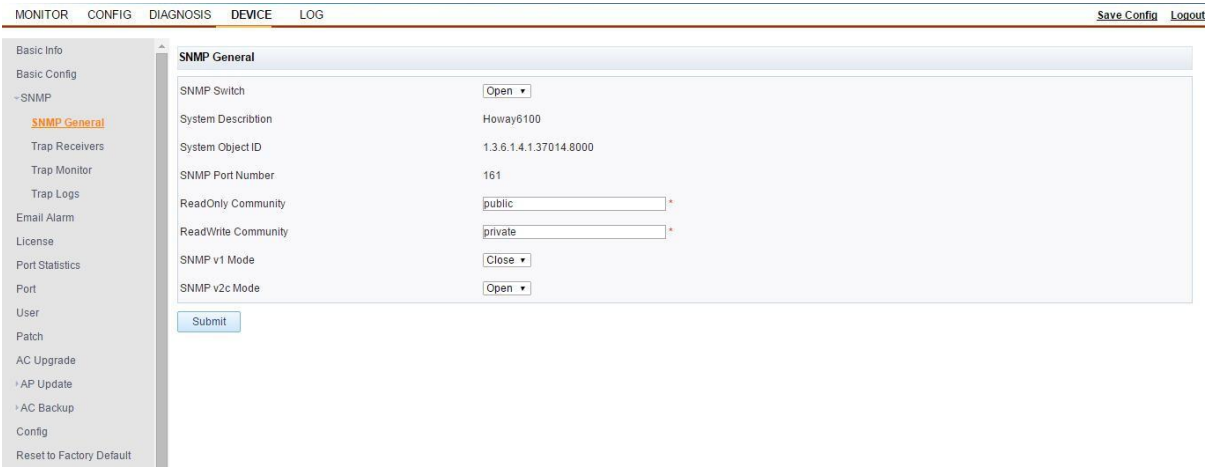 MONITOR CONFIG DIAGNOSIS DEVICE LOG Save Config Logout
Basic Info
Basic Config
SNMP
SNMP General
Trap Receivers
Trap Monitor
Trap Logs
Email Alarm
License
Port Statistics
Port
User
Patch
AC Upgrade
AP Update
AC Backup
Config
Reset to Factory Default
SNMP General
SNMP Switch Open
System Describtion Howay6100
System Object ID 1.3.6.1.4.1.37014.8000
SNMP Port Number 161
ReadOnly Community public *
ReadWrite Community private *
SNMP v1 Mode Close
SNMP v2c Mode Open
Submit